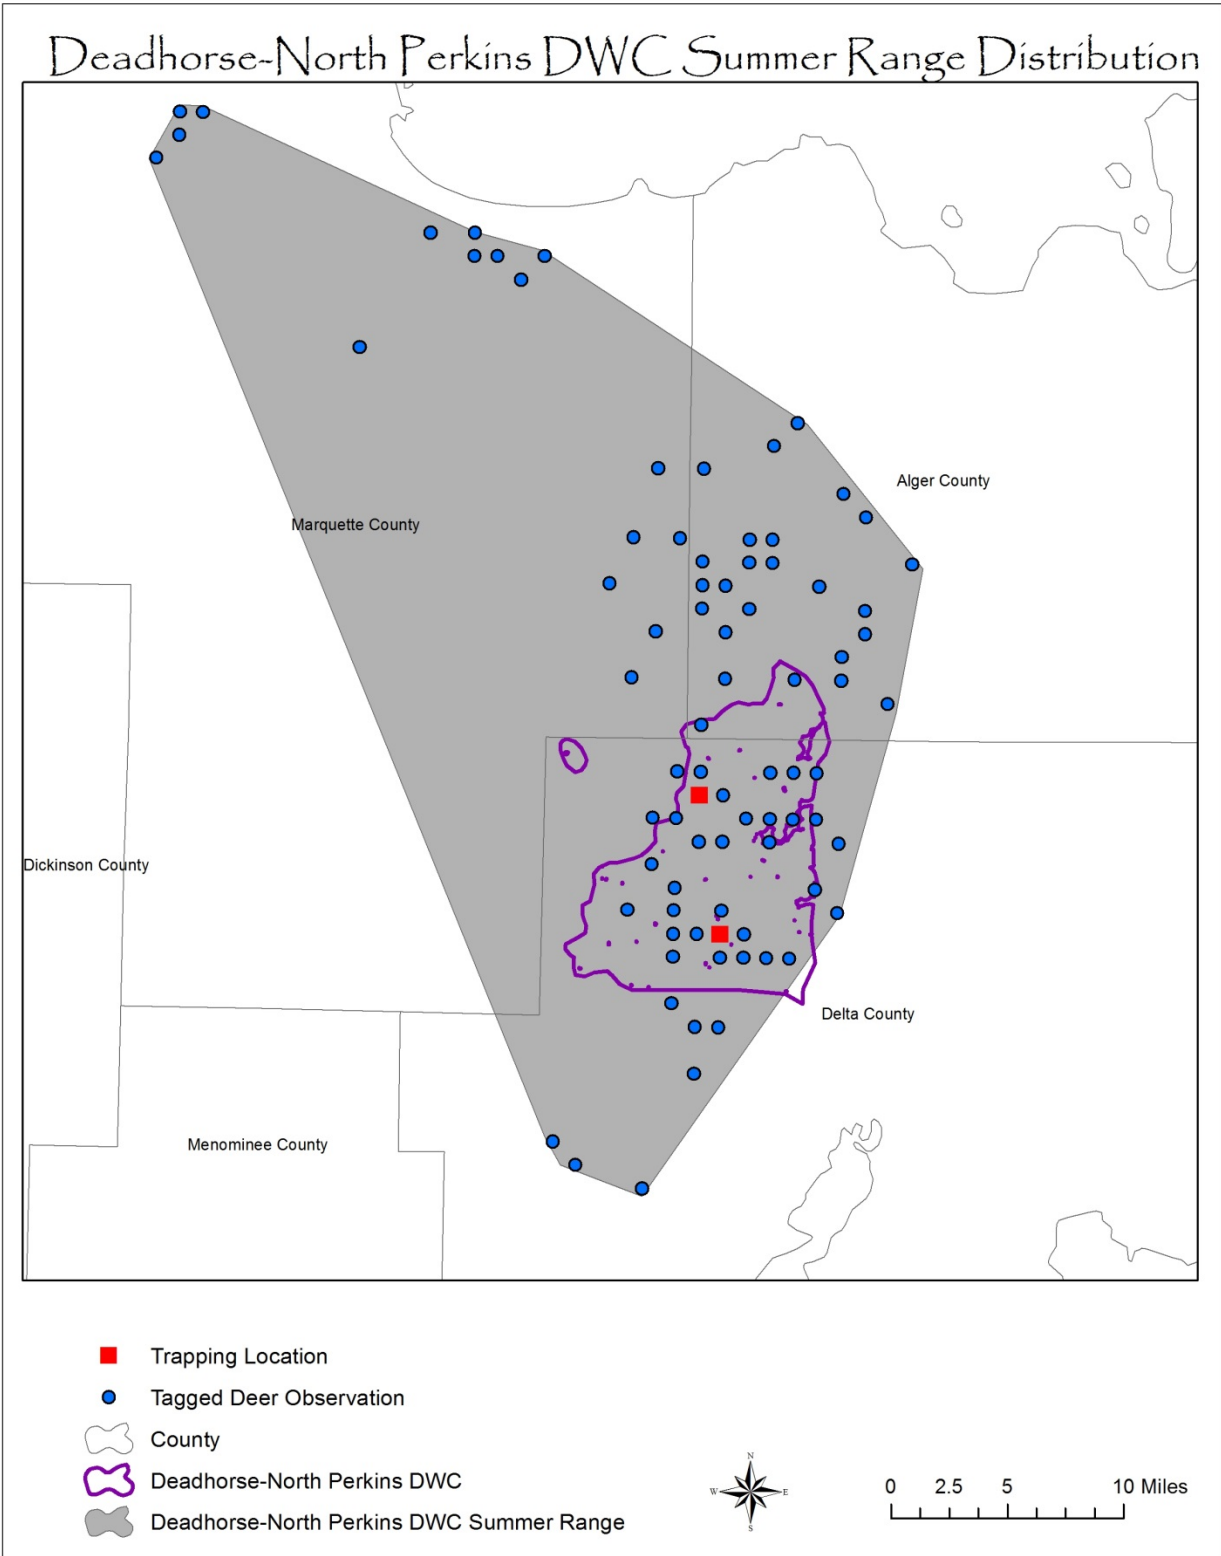 Deadhorse-North Perkins DWC Summer Range Distribution
Alger County
Marquette County
Dickinson County
Delta County
Menominee County
Trapping Location
Tagged Deer Observation
County
Deadhorse-North Perkins DWC
Deadhorse-North Perkins DWC Summer Range
N
W E
S
0 2.5 5 10 Miles